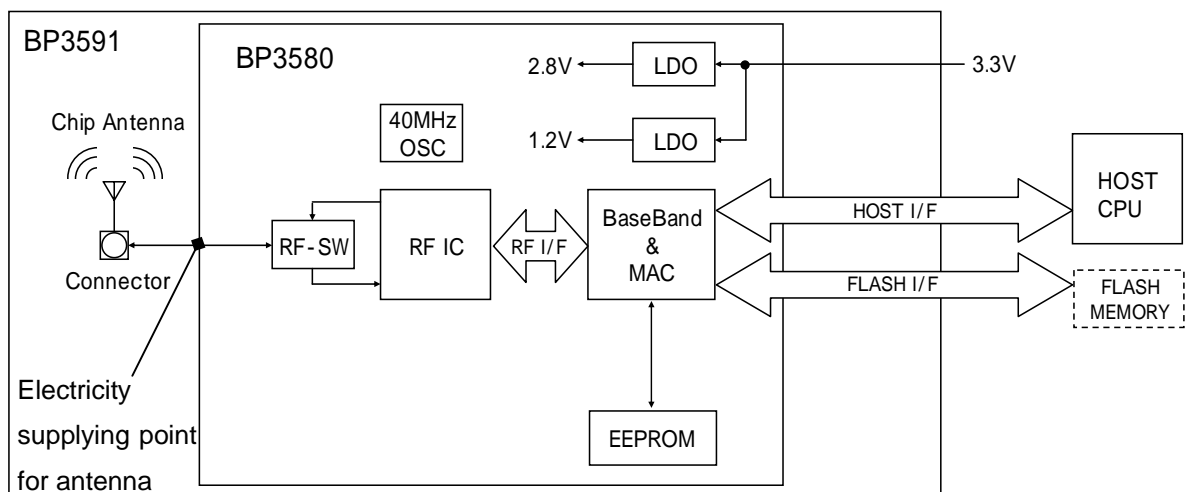 BP3591
BP3580
2.8V
LDO
3.3V
Chip Antenna
40MHz
OSC
1.2V
LDO
HOST
CPU
BaseBand
&
MAC
HOST I/F
RF-SW
RF IC
RF I/F
Connector
FLASH I/F
FLASH
MEMORY
Electricity
supplying point
for antenna
EEPROM